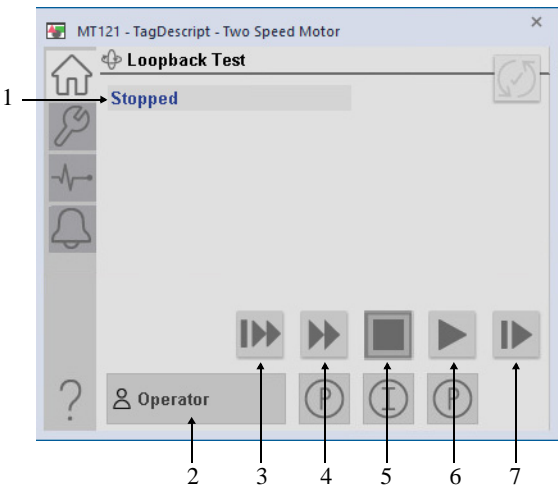 MT121 - TagDescript - Two Speed Motor
Loopback Test
1
Stopped
?
Operator
P
I
P
2 3 4 5 6 7